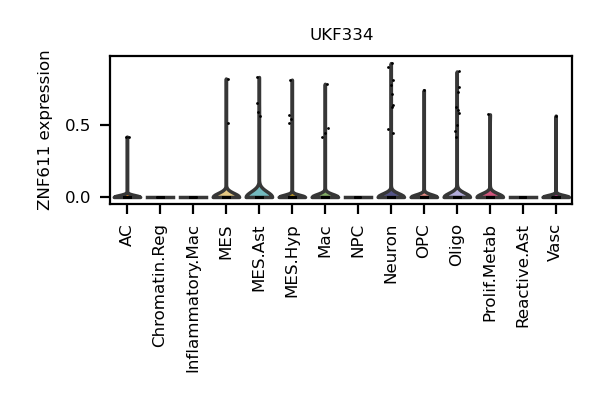 UKF334
ZNF611 expression
0.5
0.0
AC
Chromatin.Reg
Inflammatory.Mac
MES
MES.Ast
MES.Hyp
Mac
NPC
Neuron
OPC
Oligo
Prolif.Metab
Reactive.Ast
Vasc